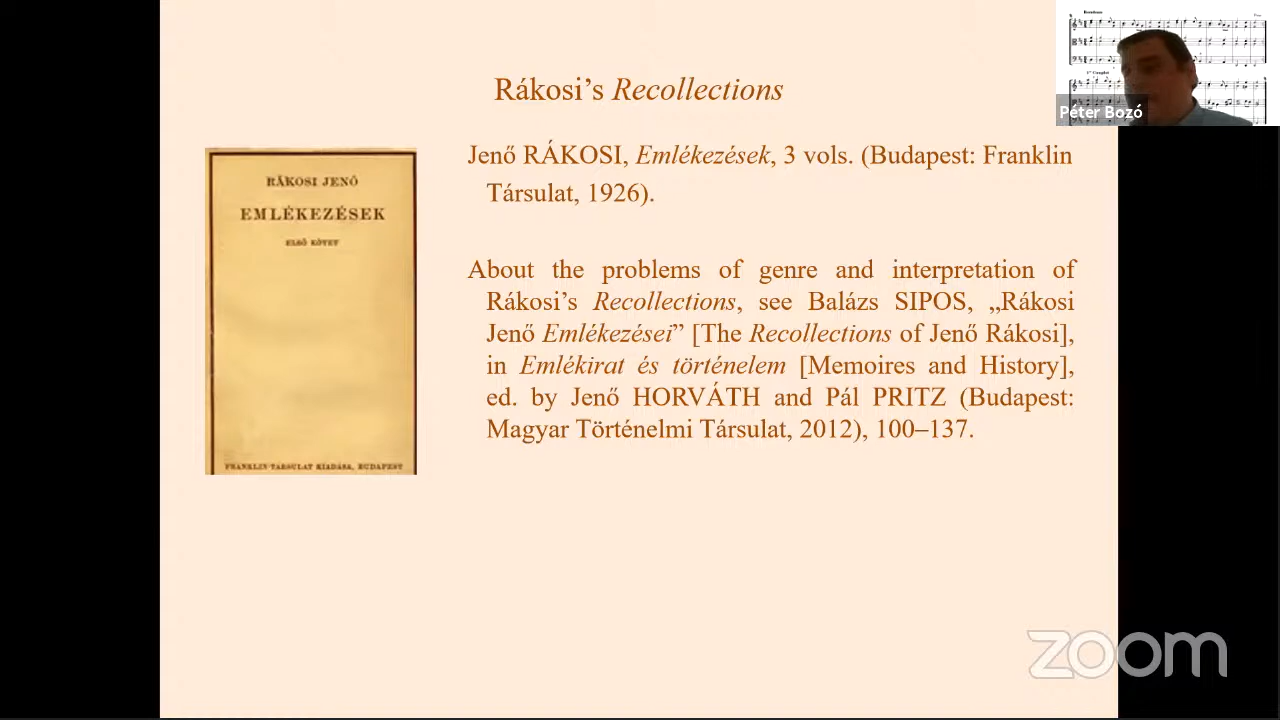 Rákosi’s Recollections
Péter Bozó
RÁKOSI JENŐ
EMLÉKEZÉSEK
ELSŐ KÖTET
FRANKLIN-TÁRSULAT KIADÁSA, BUDAPEST
Jenő RÁKOSI, Emlékezések, 3 vols. (Budapest: Franklin
Társulat, 1926).
About the problems of genre and interpretation of
Rákosi’s Recollections, see Balázs SIPOS, „Rákosi
Jenő Emlékezései” [The Recollections of Jenő Rákosi],
in Emlékirat és történelem [Memoires and History],
ed. by Jenő HORVÁTH and Pál PRITZ (Budapest:
Magyar Történelmi Társulat, 2012), 100–137.
zoom